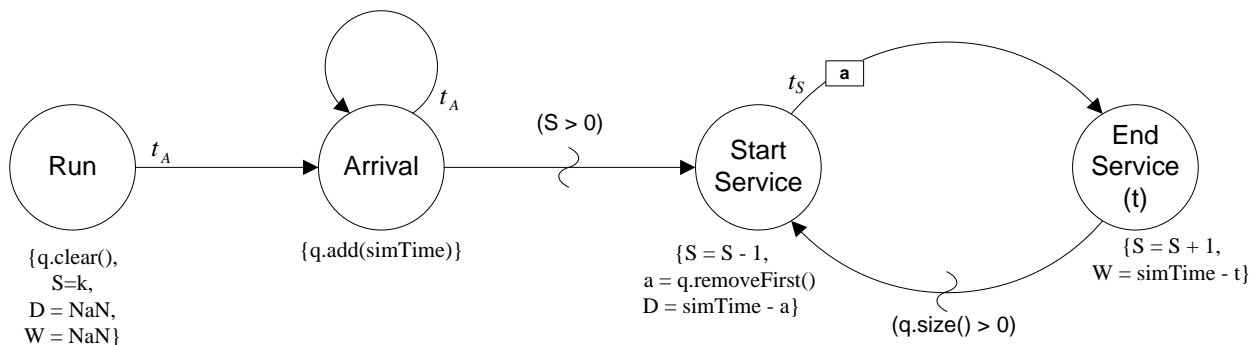 Run
{q.clear(),
S=k,
D = NaN,
W = NaN}
t_A
Arrival
t_A
{q.add(simTime)}
(S > 0)
Start
Service
{S = S - 1,
a = q.removeFirst()
D = simTime - a}
t_S
a
End
Service
(t)
{S = S + 1,
W = simTime - t}
(q.size() > 0)